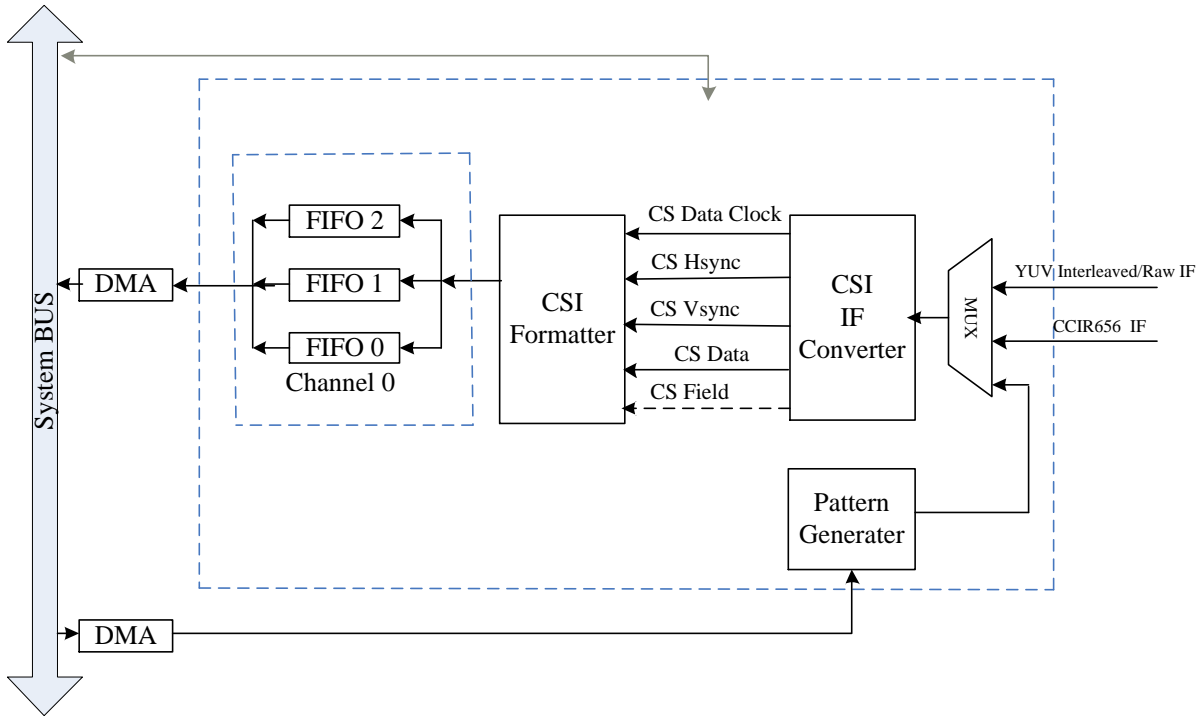 System BUS
DMA
FIFO 2
FIFO 1
FIFO 0
Channel 0
CSI
Formatter
CS Data Clock
CS Hsync
CS Vsync
CS Data
CS Field
CSI
IF
Converter
MUX
YUV Interleaved/Raw IF
CCIR656 IF
Pattern
Generater
DMA